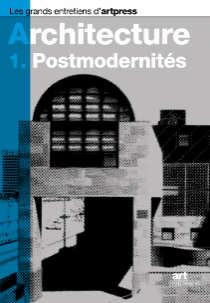 Les grands entretiens d'artpress
Architecture
1. Postmodernités
art